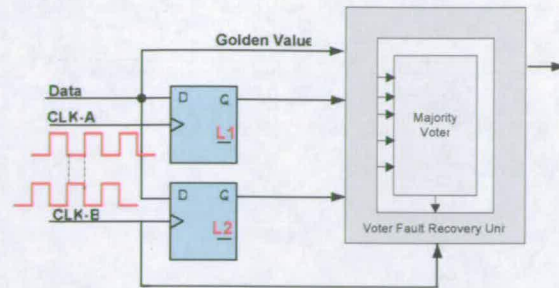 Golden Value
Data
D
Q
CLK-A
L1
Majority
Voter
D
Q
CLK-B
L2
Voter Fault Recovery Unit